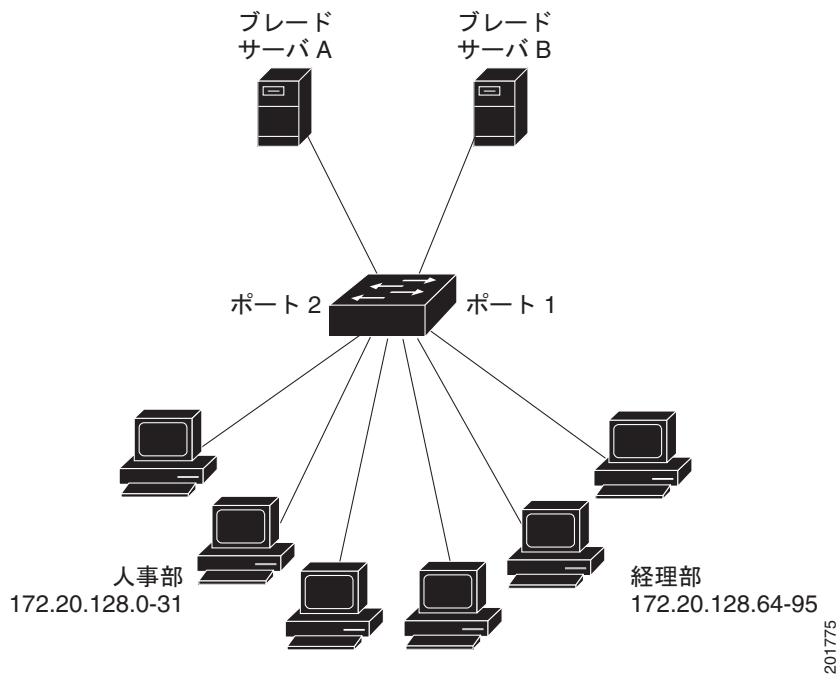 ブレード
サーバ A
ブレード
サーバ B
ポート 2
ポート 1
人事部
172.20.128.0-31
経理部
172.20.128.64-95
201775